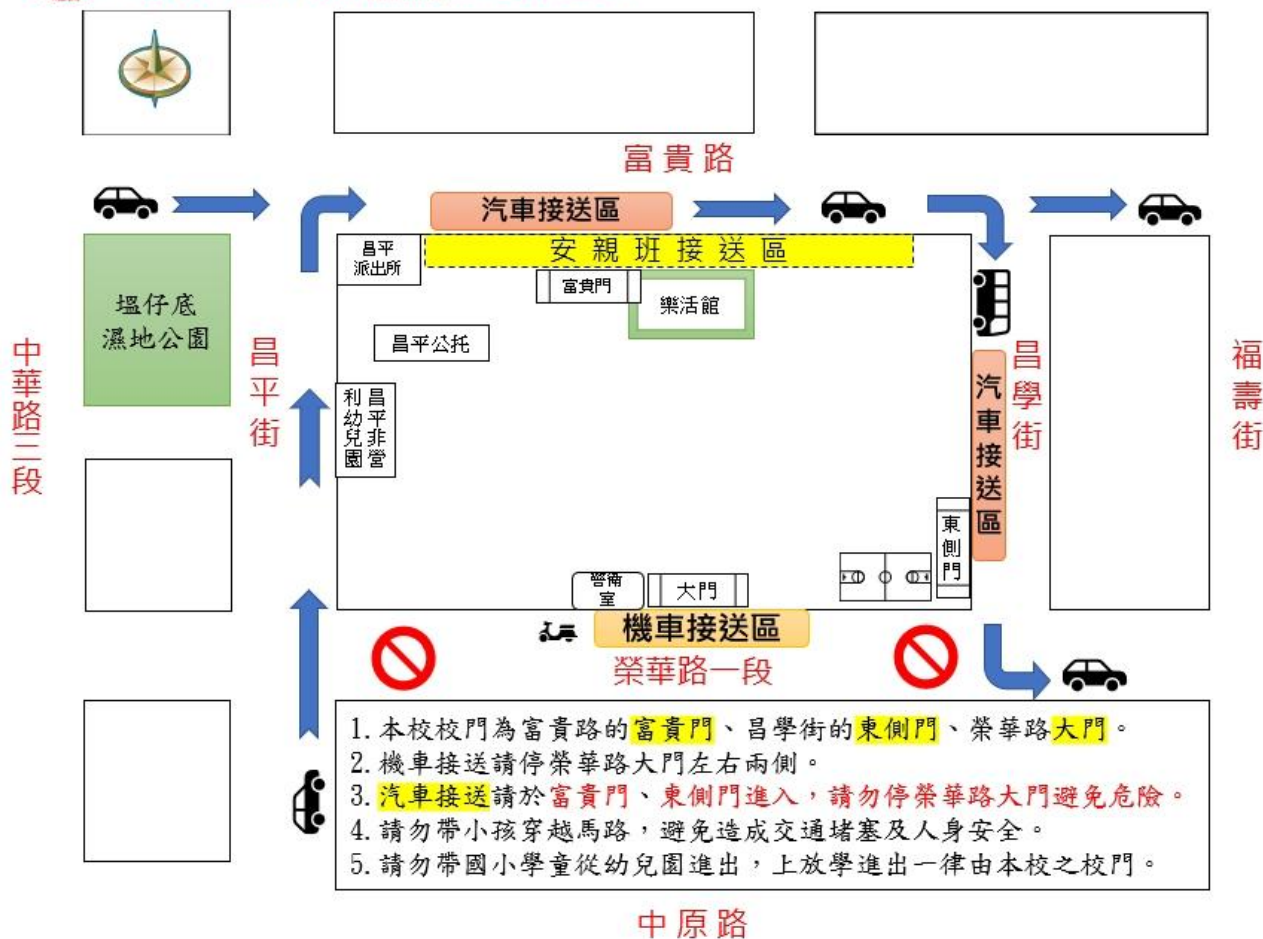 富貴路
汽車接送區
安親班接送區
昌平
派出所
富貴門
樂活館
塭仔底
濕地公園
昌平公托
中華路三段
昌平街
昌平非營
利幼兒園
昌學街
汽車接送區
福壽街
東側門
警衛
室
大門
機車接送區
榮華路一段
1. 本校校門為富貴路的富貴門、昌學街的東側門、榮華路大門。
2. 機車接送請停榮華路大門左右兩側。
3. 汽車接送請於富貴門、東側門進入，請勿停榮華路大門避免危險。
4. 請勿帶小孩穿越馬路，避免造成交通堵塞及人身安全。
5. 請勿帶國小學童從幼兒園進出，上放學進出一律由本校之校門。
中原路